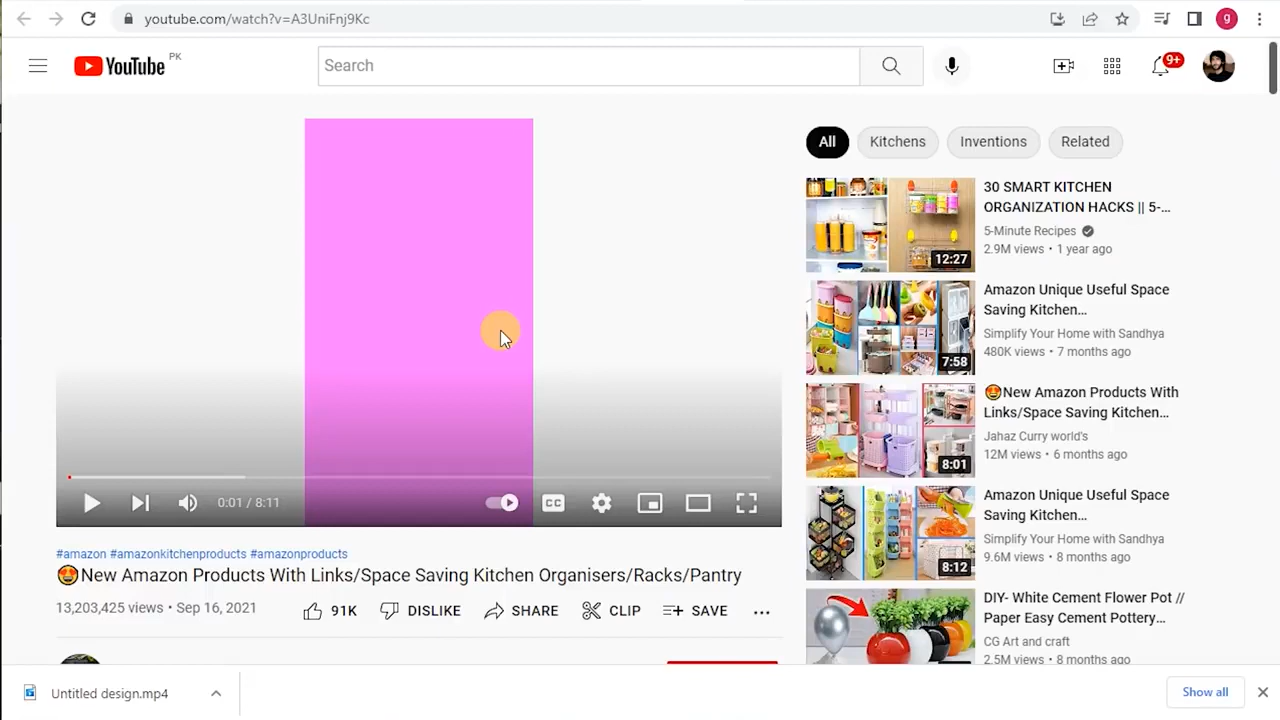 youtube.com/watch?v=A3UniFnj9Kc
g
YouTube PK
Search
9+
All
Kitchens
Inventions
Related
30 SMART KITCHEN
ORGANIZATION HACKS || 5-...
5-Minute Recipes
2.9M views • 1 year ago
12:27
Amazon Unique Useful Space
Saving Kitchen...
Simplify Your Home with Sandhya
480K views • 7 months ago
7:58
🤩New Amazon Products With
Links/Space Saving Kitchen...
Jahaz Curry world's
12M views • 6 months ago
8:01
Amazon Unique Useful Space
Saving Kitchen...
Simplify Your Home with Sandhya
9.6M views • 8 months ago
8:12
DIY- White Cement Flower Pot //
Paper Easy Cement Pottery...
CG Art and craft
2.5M views • 8 months ago
0:01 / 8:11
CC
#amazon #amazonkitchenproducts #amazonproducts
🤩New Amazon Products With Links/Space Saving Kitchen Organisers/Racks/Pantry
13,203,425 views • Sep 16, 2021
91K
DISLIKE
SHARE
CLIP
SAVE
Untitled design.mp4
Show all